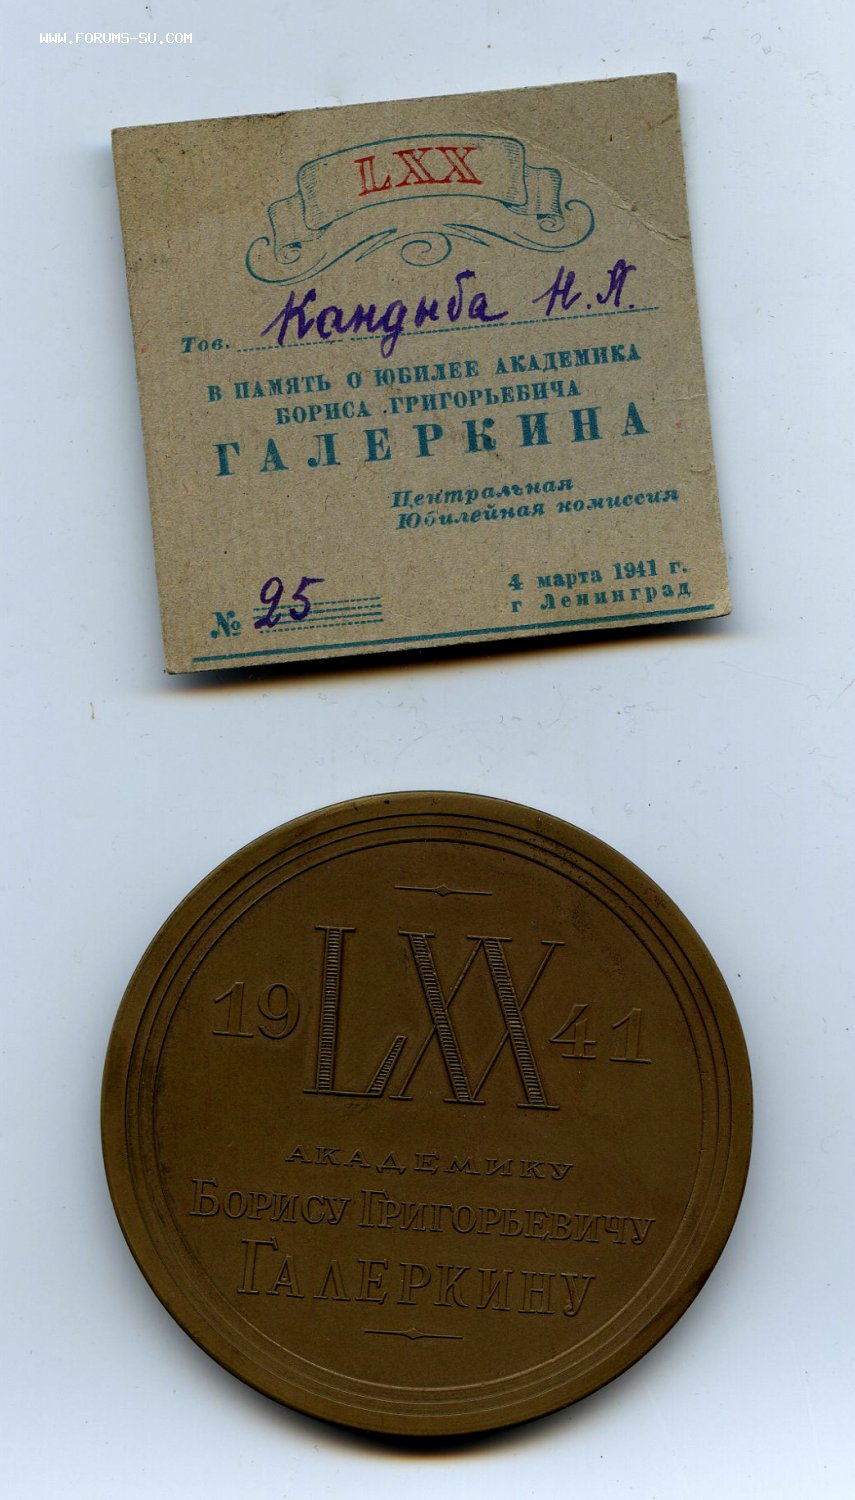 WWW.FORUMS-SU.COM
LXX
Тов. Кандыба Н.А.
В ПАМЯТЬ О ЮБИЛЕЕ АКАДЕМИКА
БОРИСА ГРИГОРЬЕВИЧА
ГАЛЕРКИНА
Центральная
Юбилейная комиссия
№ 25
4 марта 1941 г.
г Ленинград
19 LXX 41
АКАДЕМИКУ
БОРИСУ ГРИГОРЬЕВИЧУ
ГАЛЕРКИНУ